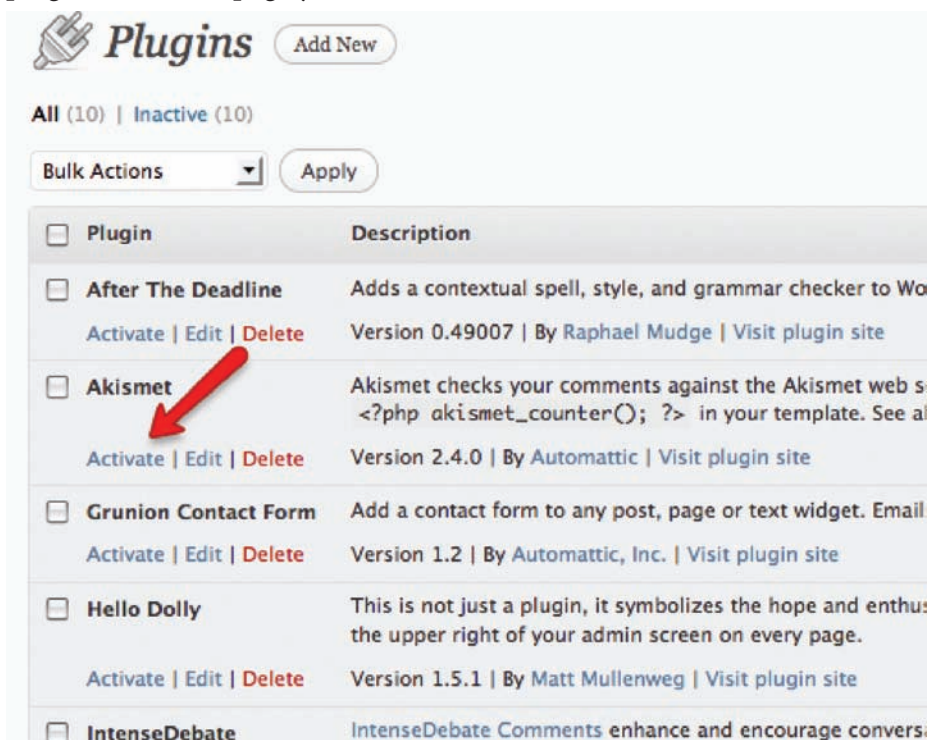 Plugins Add New
All (10) | Inactive (10)
Bulk Actions Apply
Plugin Description
After The Deadline Adds a contextual spell, style, and grammar checker to Wo
Activate | Edit | Delete Version 0.49007 | By Raphael Mudge | Visit plugin site
Akismet Akismet checks your comments against the Akismet web s
<?php akismet_counter(); ?> in your template. See al
Activate | Edit | Delete Version 2.4.0 | By Automattic | Visit plugin site
Grunion Contact Form Add a contact form to any post, page or text widget. Email
Activate | Edit | Delete Version 1.2 | By Automattic, Inc. | Visit plugin site
Hello Dolly This is not just a plugin, it symbolizes the hope and enthus
the upper right of your admin screen on every page.
Activate | Edit | Delete Version 1.5.1 | By Matt Mullenweg | Visit plugin site
IntenseDebate IntenseDebate Comments enhance and encourage conversa